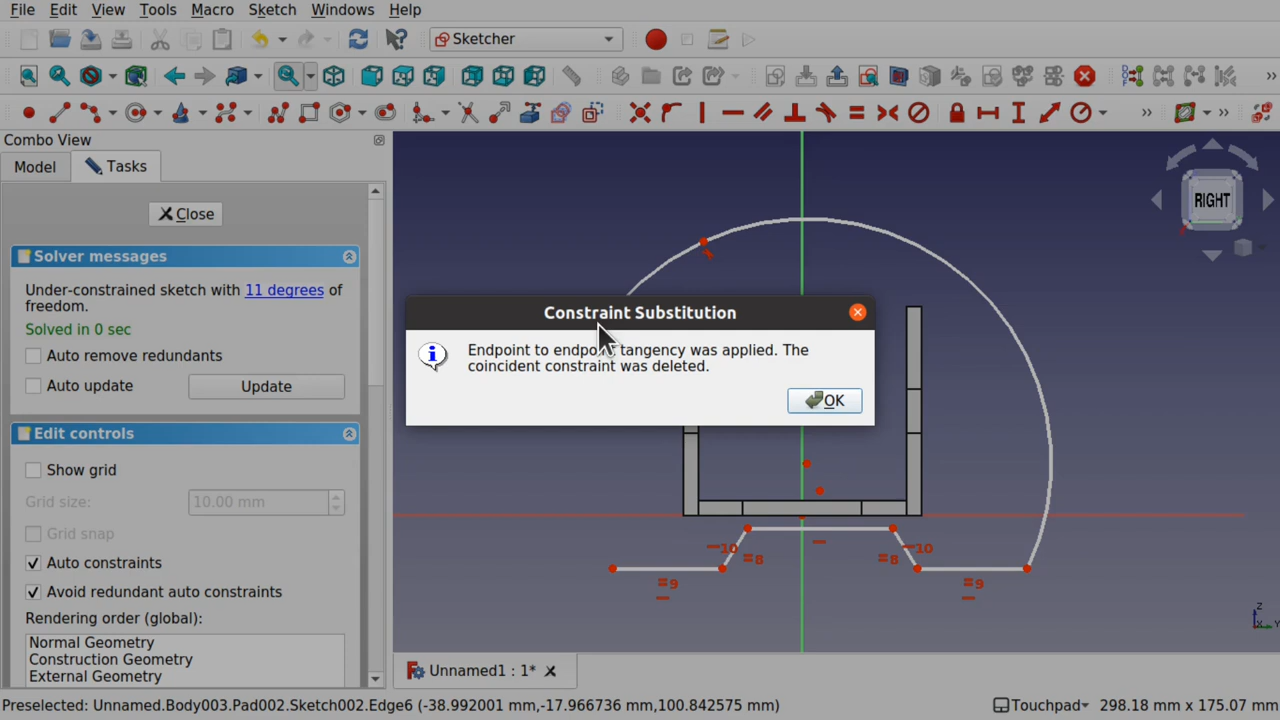 File Edit View Tools Macro Sketch Windows Help
Sketcher
Combo View
Model Tasks
Close
Solver messages
Under-constrained sketch with 11 degrees of
freedom.
Solved in 0 sec
Auto remove redundants
Auto update Update
Edit controls
Show grid
Grid size: 10.00 mm
Grid snap
Auto constraints
Avoid redundant auto constraints
Rendering order (global):
Normal Geometry
Construction Geometry
External Geometry
RIGHT
Constraint Substitution
Endpoint to endpoint tangency was applied. The
coincident constraint was deleted.
OK
10 =8 =8 10
=9 =9
Z
X Y
Unnamed1 : 1*
Preselected: Unnamed.Body003.Pad002.Sketch002.Edge6 (-38.992001 mm,-17.966736 mm,100.842575 mm) Touchpad 298.18 mm x 175.07 mm